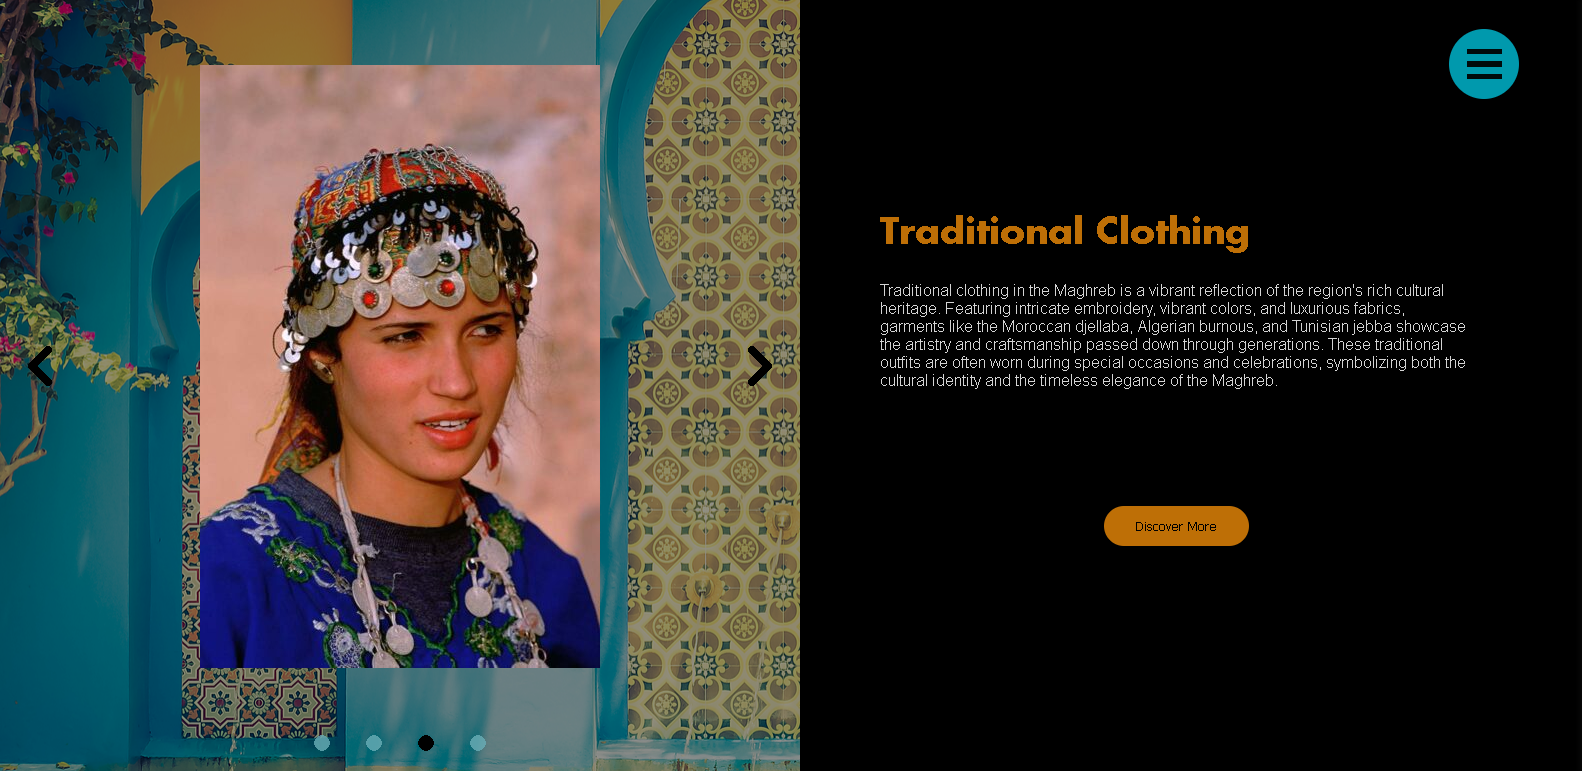 Traditional Clothing
Traditional clothing in the Maghreb is a vibrant reflection of the region's rich cultural
heritage. Featuring intricate embroidery, vibrant colors, and luxurious fabrics,
garments like the Moroccan djellaba, Algerian burnous, and Tunisian jebba showcase
the artistry and craftsmanship passed down through generations. These traditional
outfits are often worn during special occasions and celebrations, symbolizing both the
cultural identity and the timeless elegance of the Maghreb.
Discover More